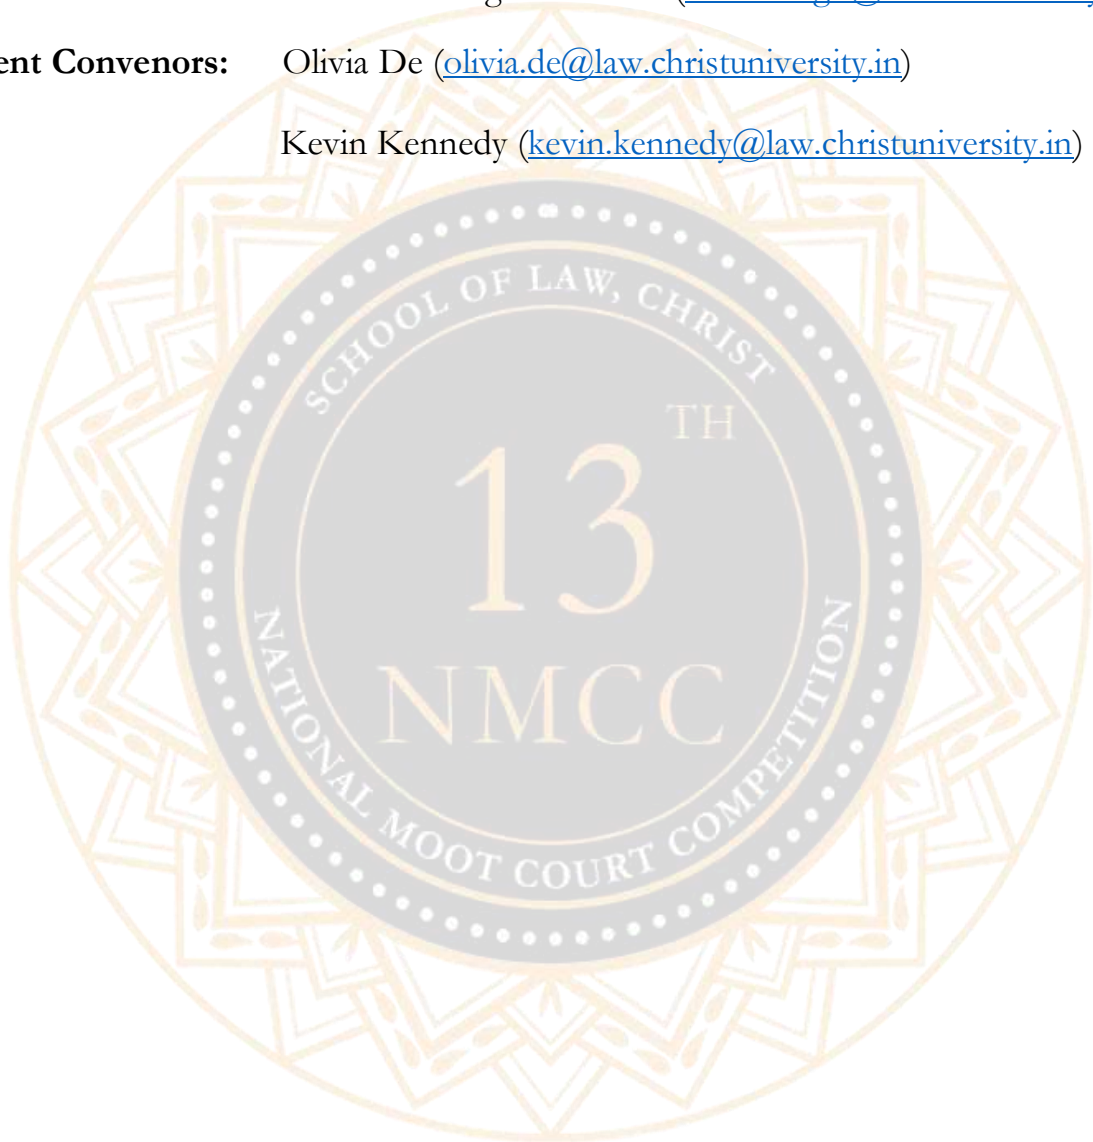 ent Convenors: Olivia De (olivia.de@law.christuniversity.in)
Kevin Kennedy (kevin.kennedy@law.christuniversity.in)
SCHOOL OF LAW, CHRIST
13TH
NMCC
NATIONAL MOOT COURT COMPETITION